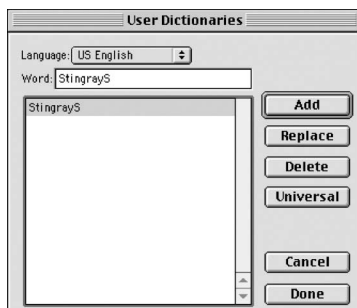 User Dictionaries
Language: US English
Word: StingrayS
StingrayS
Add
Replace
Delete
Universal
Cancel
Done